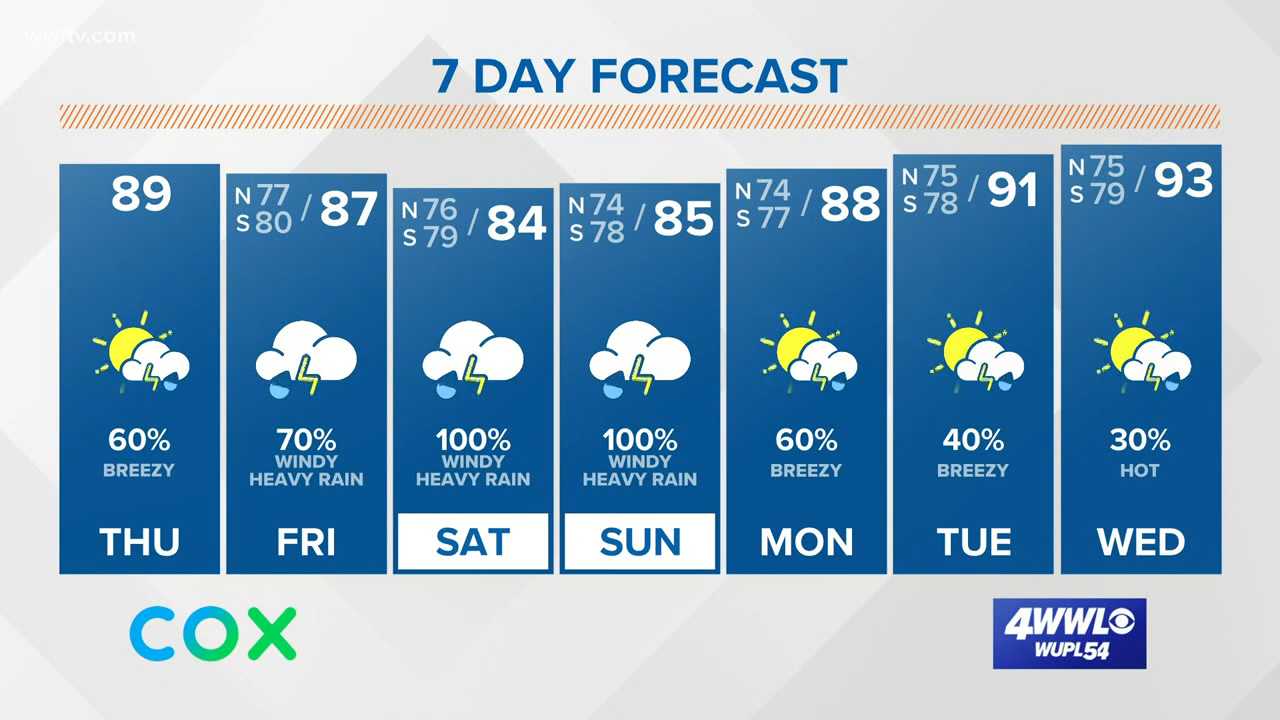 wwltv.com
7 DAY FORECAST
89
60%
BREEZY
THU
N 77
S 80 / 87
70%
WINDY
HEAVY RAIN
FRI
N 76
S 79 / 84
100%
WINDY
HEAVY RAIN
SAT
N 74
S 78 / 85
100%
WINDY
HEAVY RAIN
SUN
N 74
S 77 / 88
60%
BREEZY
MON
N 75
S 78 / 91
40%
BREEZY
TUE
N 75
S 79 / 93
30%
HOT
WED
COX
4WWL
WUPL54